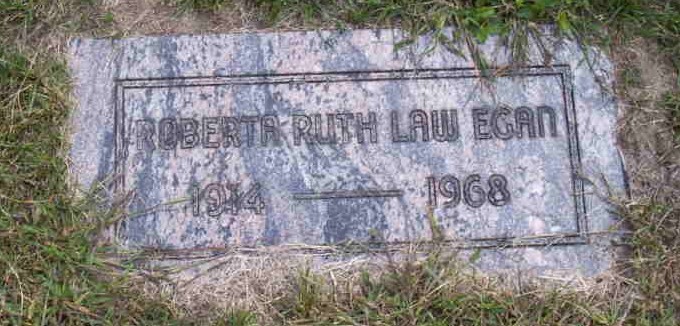 ROBERTA RUTH LAW EGAN
1914 — 1968